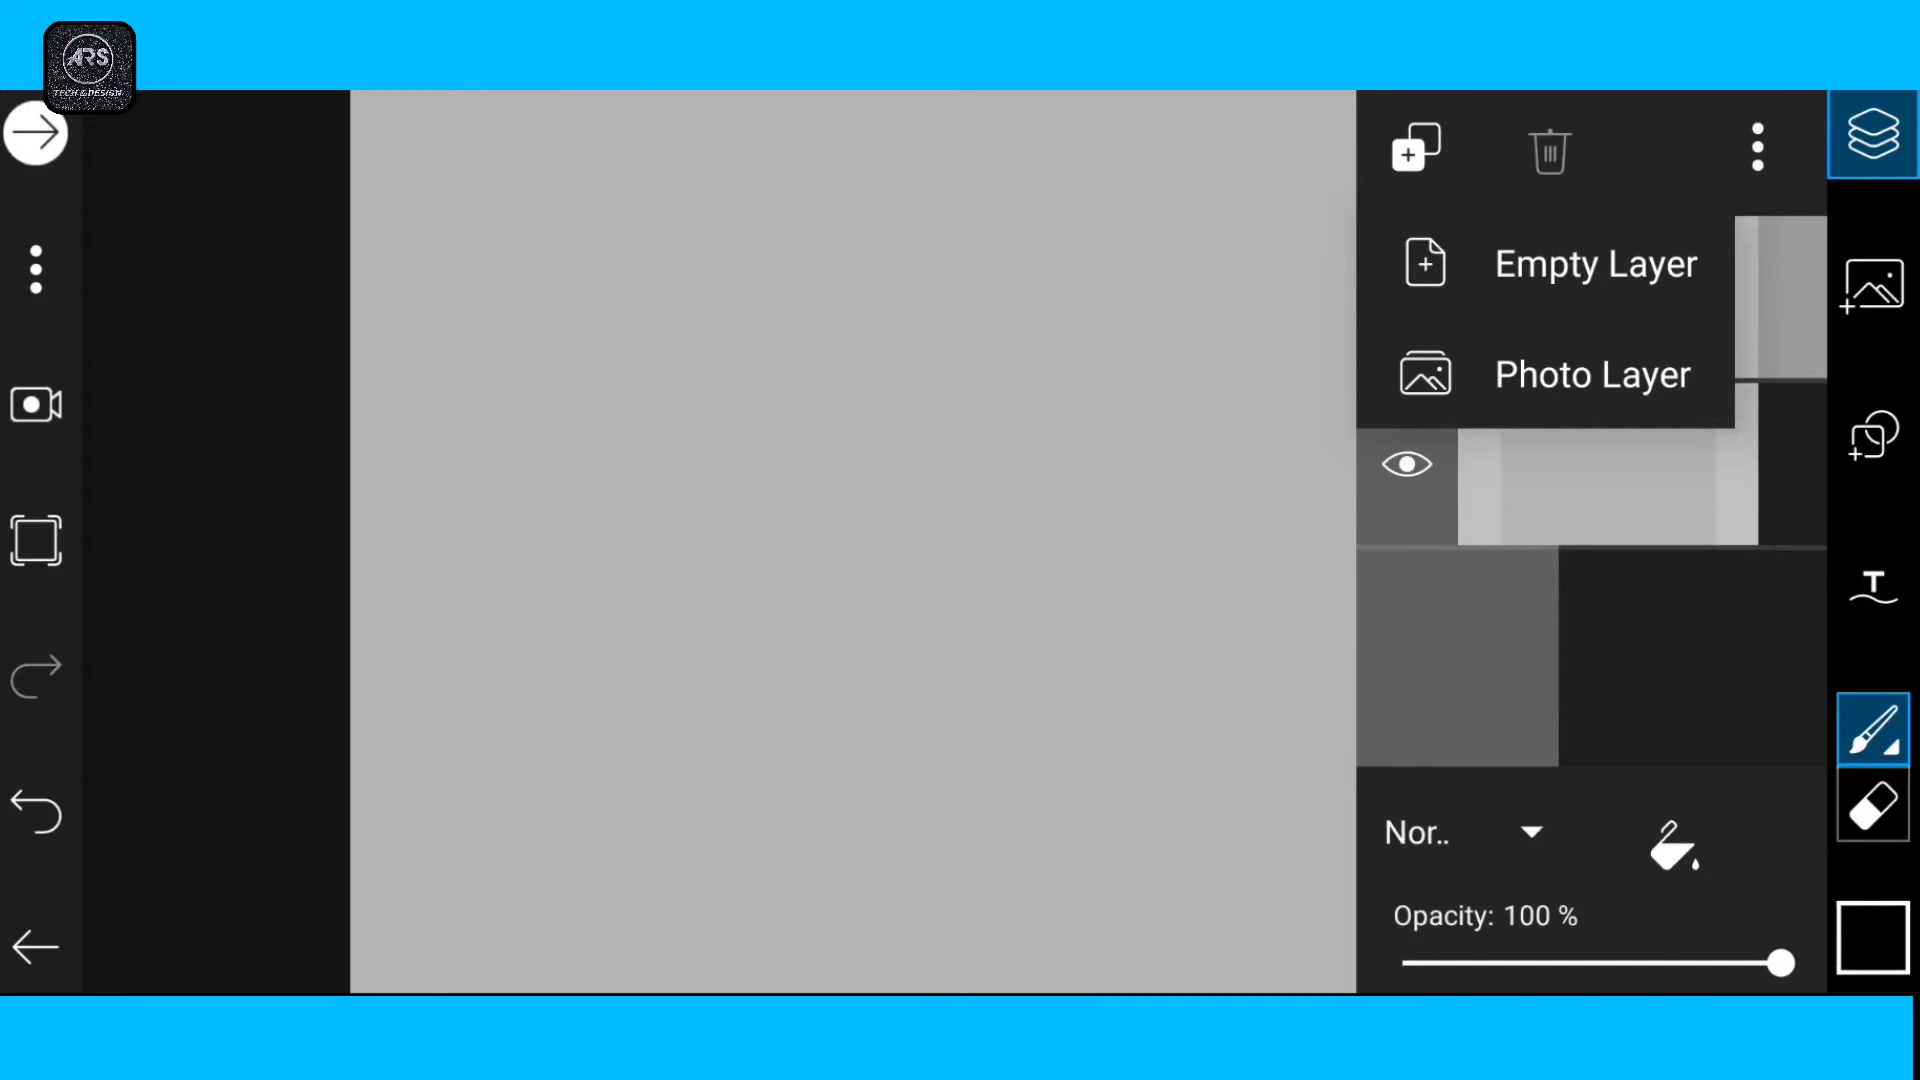 ARS
TECH & DESIGN
Empty Layer
Photo Layer
T
Nor..
Opacity: 100 %